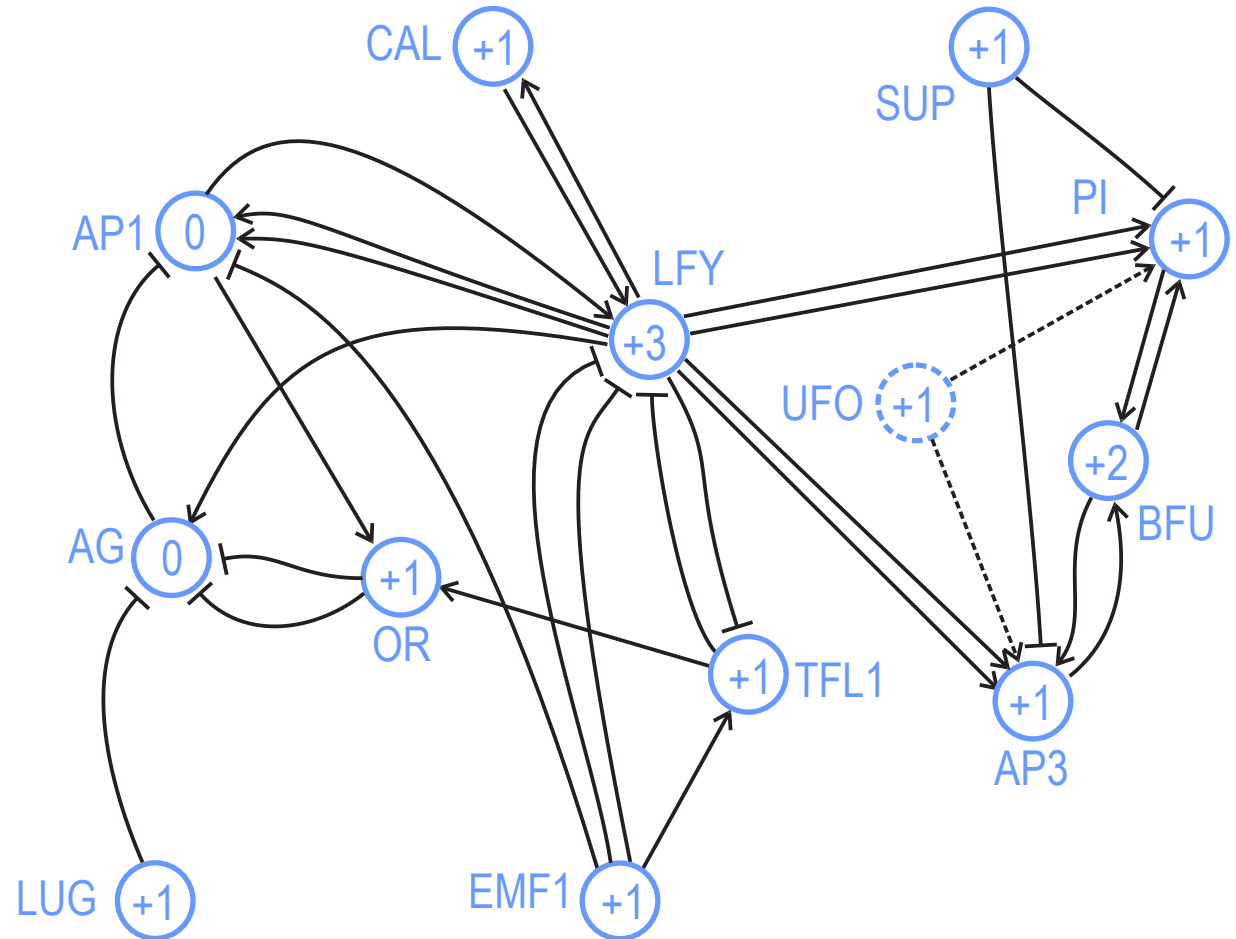 CAL +1
+1
SUP
PI
AP1 0
+1
LFY
+3
UFO +1
+2
BFU
AG 0
+1
OR
+1 TFL1
+1
AP3
LUG +1
EMF1 +1